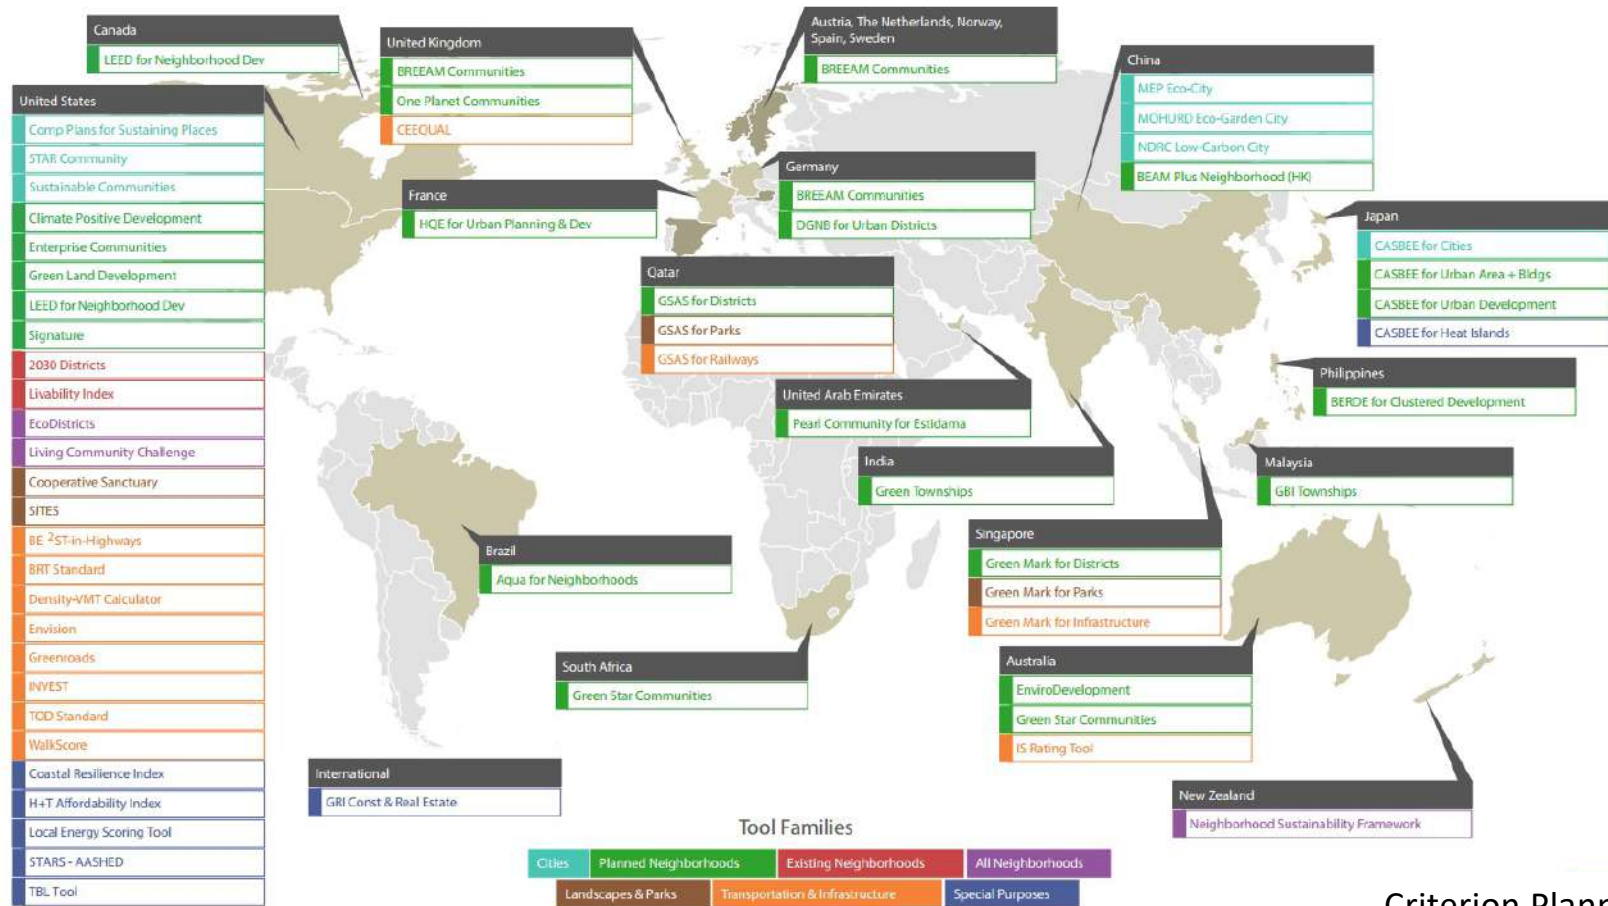 Canada
LEED for Neighborhood Dev
United States
Comp Plans for Sustaining Places
STAR Community
Sustainable Communities
Climate Positive Development
Enterprise Communities
Green Land Development
LEED for Neighborhood Dev
Signature
2030 Districts
Livability Index
EcoDistricts
Living Community Challenge
Cooperative Sanctuary
SITES
BE ²ST-in-Highways
BRT Standard
Density-VMT Calculator
Envision
Greenroads
INVEST
TOD Standard
WalkScore
Coastal Resilience Index
H+T Affordability Index
Local Energy Scoring Tool
STARS - AASHED
TBL Tool
United Kingdom
BREEAM Communities
One Planet Communities
CEEQUAL
France
HQE for Urban Planning & Dev
Austria, The Netherlands, Norway,
Spain, Sweden
BREEAM Communities
Germany
BREEAM Communities
DGNB for Urban Districts
China
MEP Eco-City
MOHURD Eco-Garden City
NDRC Low-Carbon City
BEAM Plus Neighborhood (HK)
Japan
CASBEE for Cities
CASBEE for Urban Area + Bldgs
CASBEE for Urban Development
CASBEE for Heat Islands
Qatar
GSAS for Districts
GSAS for Parks
GSAS for Railways
United Arab Emirates
Pearl Community for Estidama
India
Green Townships
Philippines
BERDE for Clustered Development
Malaysia
GBI Townships
Singapore
Green Mark for Districts
Green Mark for Parks
Green Mark for Infrastructure
Brazil
Aqua for Neighborhoods
South Africa
Green Star Communities
Australia
EnviroDevelopment
Green Star Communities
IS Rating Tool
New Zealand
Neighborhood Sustainability Framework
International
GRI Const & Real Estate
Tool Families
Cities
Planned Neighborhoods
Existing Neighborhoods
All Neighborhoods
Landscapes & Parks
Transportation & Infrastructure
Special Purposes
Criterion Plann